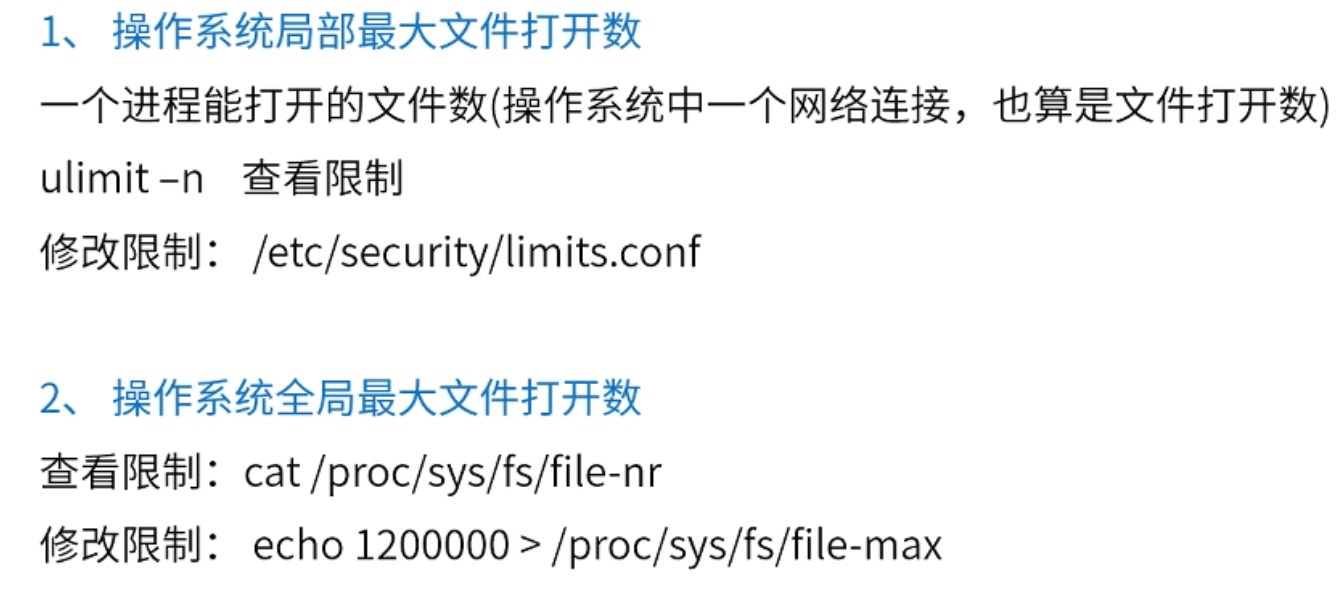 1、 操作系统局部最大文件打开数
一个进程能打开的文件数(操作系统中一个网络连接，也算是文件打开数)
ulimit –n 查看限制
修改限制： /etc/security/limits.conf
2、 操作系统全局最大文件打开数
查看限制：cat /proc/sys/fs/file-nr
修改限制： echo 1200000 > /proc/sys/fs/file-max